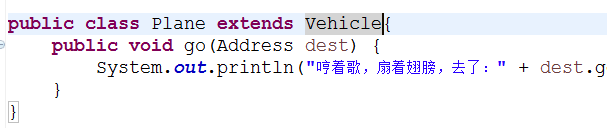 public class Plane extends Vehicle{
public void go(Address dest) {
System.out.println("哼着歌，扇着翅膀，去了：" + dest.g
}
}